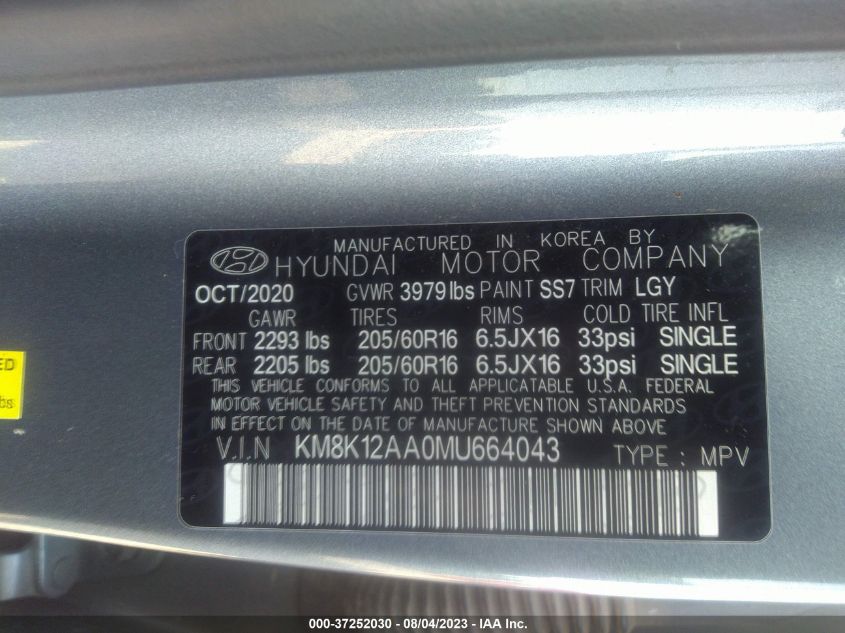 MANUFACTURED IN KOREA BY
HYUNDAI MOTOR COMPANY
OCT/2020 GVWR 3979 lbs PAINT SS7 TRIM LGY
GAWR TIRES RIMS COLD TIRE INFL
FRONT 2293 lbs 205/60R16 6.5JX16 33psi SINGLE
REAR 2205 lbs 205/60R16 6.5JX16 33psi SINGLE
THIS VEHICLE CONFORMS TO ALL APPLICABLE U.S.A. FEDERAL
MOTOR VEHICLE SAFETY AND THEFT PREVENTION STANDARDS
IN EFFECT ON THE DATE OF MANUFACTURE SHOWN ABOVE
V.I.N KM8K12AA0MU664043 TYPE : MPV
ED
lbs
000-37252030 - 08/04/2023 - Copyright IAA, Inc.